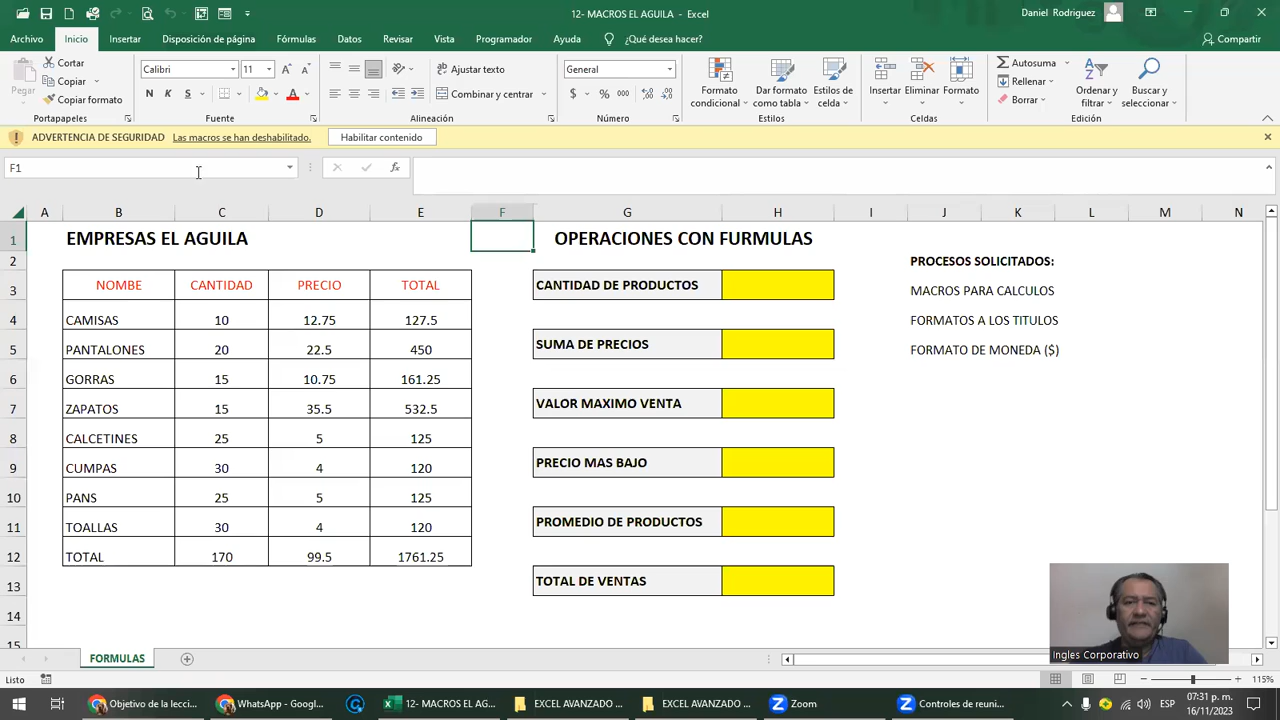 12- MACROS EL AGUILA - Excel
Daniel Rodriguez
Archivo Inicio Insertar Disposición de página Fórmulas Datos Revisar Vista Programador Ayuda ¿Qué desea hacer? Compartir
Pegar
Cortar
Copiar
Copiar formato
Portapapeles
Calibri 11
N K S
Fuente
Ajustar texto
Combinar y centrar
Alineación
General
$ % 000
Número
Formato condicional
Dar formato como tabla
Estilos de celda
Estilos
Insertar Eliminar Formato
Celdas
Autosuma
Rellenar
Borrar
Ordenar y filtrar
Buscar y seleccionar
Edición
ADVERTENCIA DE SEGURIDAD Las macros se han deshabilitado. Habilitar contenido
F1
A B C D E F G H I J K L M N
1 EMPRESAS EL AGUILA OPERACIONES CON FURMULAS
2 PROCESOS SOLICITADOS:
3 NOMBRE CANTIDAD PRECIO TOTAL CANTIDAD DE PRODUCTOS MACROS PARA CALCULOS
4 CAMISAS 10 12.75 127.5 FORMATOS A LOS TITULOS
5 PANTALONES 20 22.5 450 SUMA DE PRECIOS FORMATO DE MONEDA ($)
6 GORRAS 15 10.75 161.25
7 ZAPATOS 15 35.5 532.5 VALOR MAXIMO VENTA
8 CALCETINES 25 5 125
9 CUMPAS 30 4 120 PRECIO MAS BAJO
10 PANS 25 5 125
11 TOALLAS 30 4 120 PROMEDIO DE PRODUCTOS
12 TOTAL 170 99.5 1761.25
13 TOTAL DE VENTAS
14
15
Ingles Corporativo
FORMULAS
Listo
115%
Objetivo de la lecci...
WhatsApp - Googl...
12- MACROS EL AG...
EXCEL AVANZADO ...
EXCEL AVANZADO ...
Zoom
Controles de reuni...
ESP
07:31 p. m.
16/11/2023